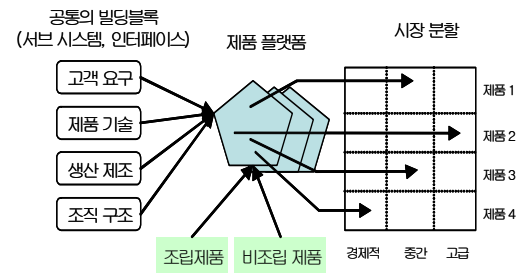 공통의 빌딩블록
(서브 시스템, 인터페이스)
제품 플랫폼
시장 분할
고객 요구
제품 기술
생산 제조
조직 구조
제품 1
제품 2
제품 3
제품 4
경제적
중간
고급
조립제품
비조립 제품